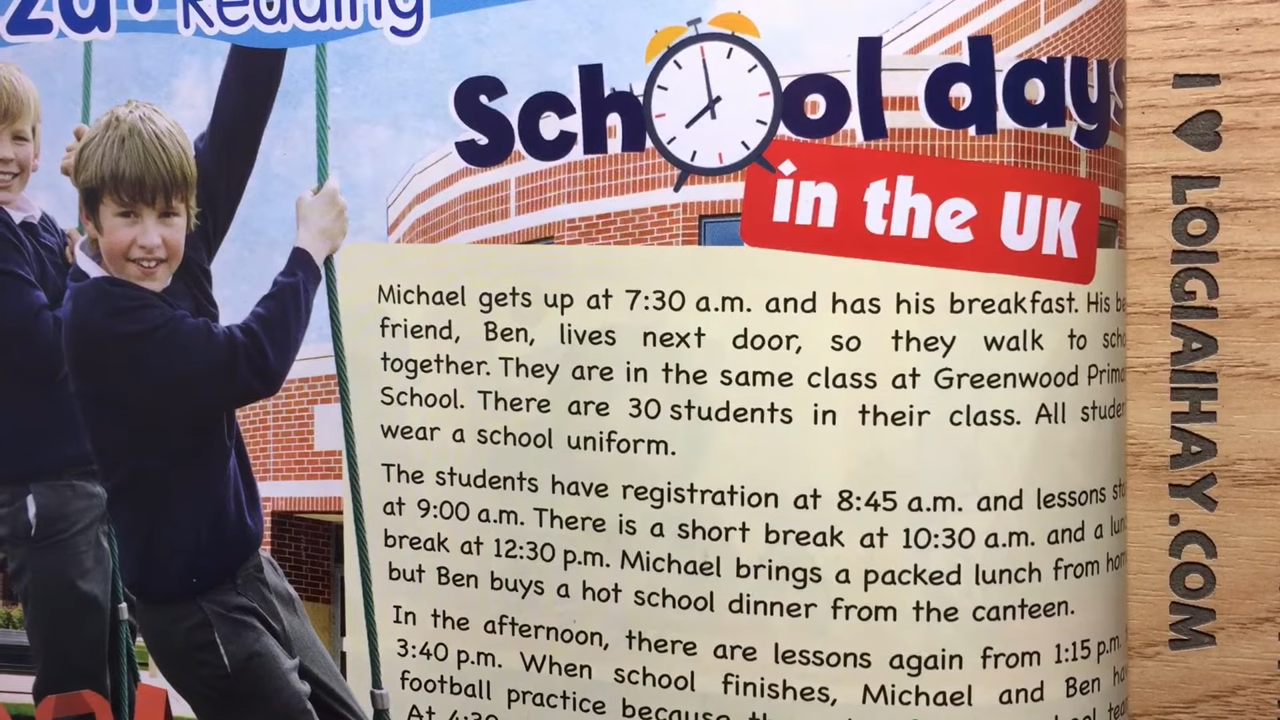 2a • Reading
School days
in the UK
Michael gets up at 7:30 a.m. and has his breakfast. His
friend, Ben, lives next door, so they walk to
together. They are in the same class at Greenwood
School. There are 30 students in their class. All
wear a school uniform.
The students have registration at 8:45 a.m. and lessons
at 9:00 a.m. There is a short break at 10:30 a.m. and a
break at 12:30 p.m. Michael brings a packed lunch from
but Ben buys a hot school dinner from the canteen.
In the afternoon, there are lessons again from 1:15 p.m.
3:40 p.m. When school finishes, Michael and Ben
football practice because
At
I ♥ LOIGIAIHAY.COM